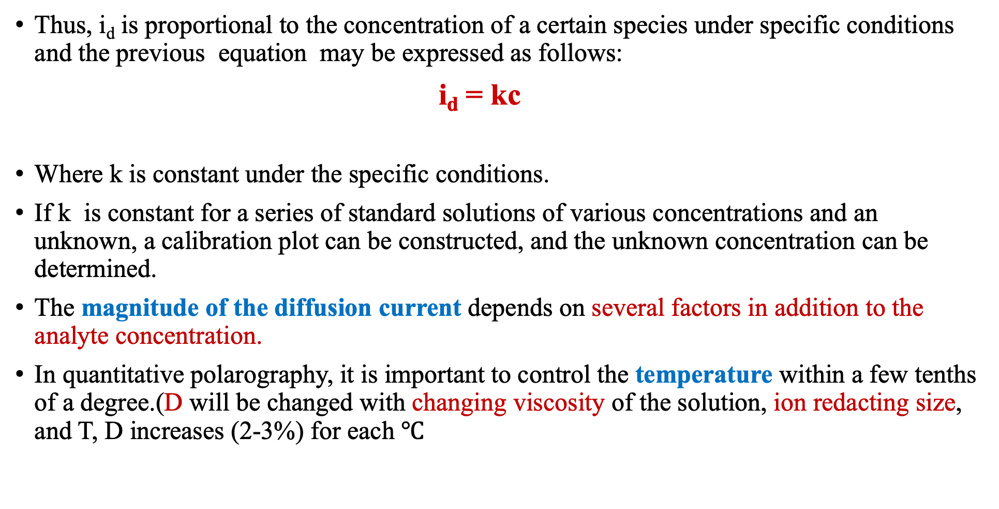 • Thus, i_d is proportional to the concentration of a certain species under specific conditions
and the previous equation may be expressed as follows:
i_d = kc
• Where k is constant under the specific conditions.
• If k is constant for a series of standard solutions of various concentrations and an
unknown, a calibration plot can be constructed, and the unknown concentration can be
determined.
• The magnitude of the diffusion current depends on several factors in addition to the
analyte concentration.
• In quantitative polarography, it is important to control the temperature within a few tenths
of a degree.(D will be changed with changing viscosity of the solution, ion redacting size,
and T, D increases (2-3%) for each °C